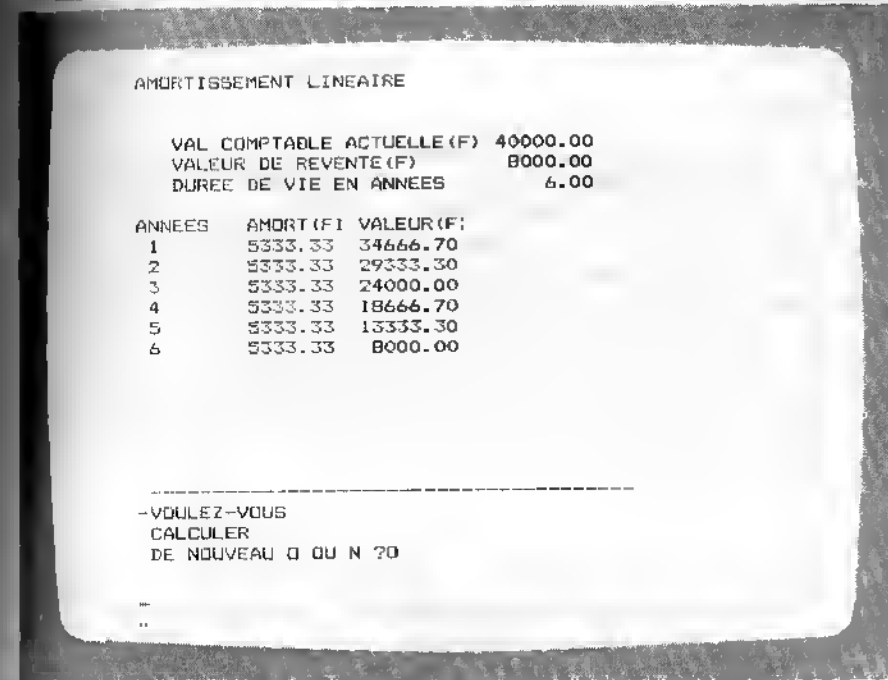 AMORTISSEMENT LINEAIRE
VAL COMPTABLE ACTUELLE(F) 40000.00
VALEUR DE REVENTE(F) 8000.00
DUREE DE VIE EN ANNEES 6.00
ANNEES AMORT(F) VALEUR(F)
1 5333.33 34666.70
2 5333.33 29333.30
3 5333.33 24000.00
4 5333.33 18666.70
5 5333.33 13333.30
6 5333.33 8000.00
-VOULEZ-VOUS
CALCULER
DE NOUVEAU O OU N ?O